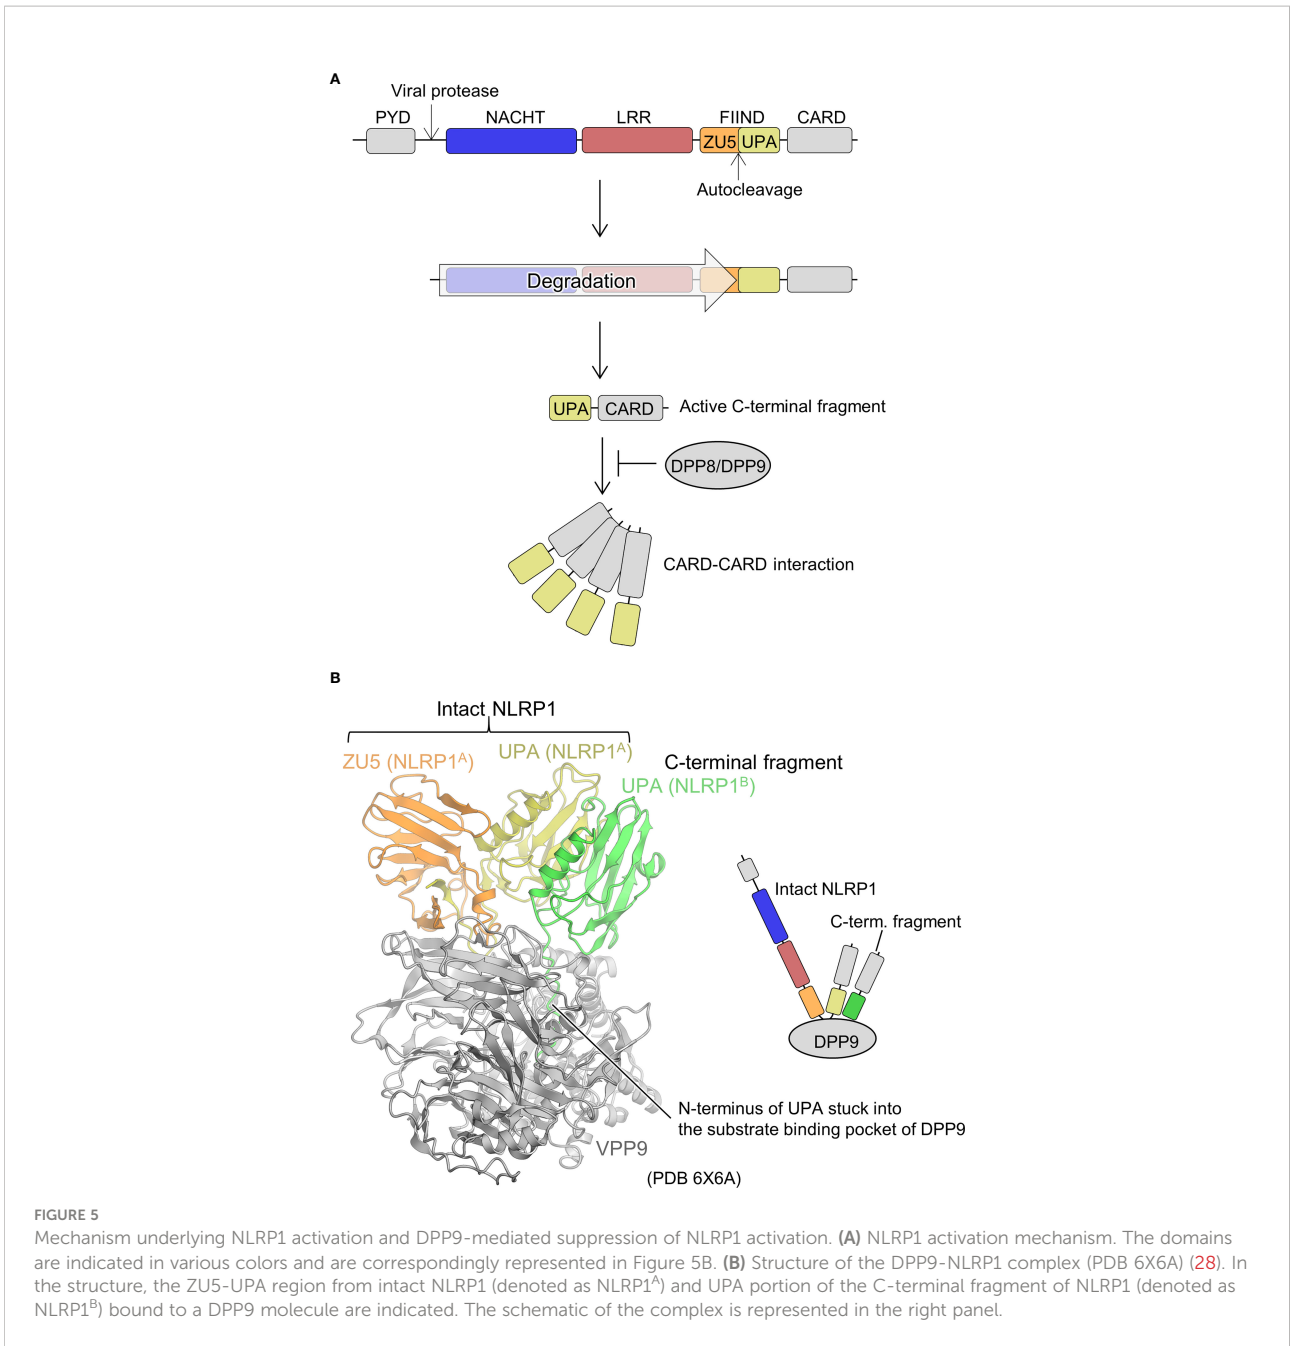 A
Viral protease
PYD
NACHT
LRR
FIIND
CARD
ZU5
UPA
Autocleavage
Degradation
UPA
CARD
Active C-terminal fragment
DPP8/DPP9
CARD-CARD interaction
B
Intact NLRP1
ZU5 (NLRP1ᴬ)
UPA (NLRP1ᴬ)
C-terminal fragment
UPA (NLRP1ᴮ)
Intact NLRP1
C-term. fragment
DPP9
N-terminus of UPA stuck into
the substrate binding pocket of DPP9
VPP9
(PDB 6X6A)
FIGURE 5
Mechanism underlying NLRP1 activation and DPP9-mediated suppression of NLRP1 activation. (A) NLRP1 activation mechanism. The domains
are indicated in various colors and are correspondingly represented in Figure 5B. (B) Structure of the DPP9-NLRP1 complex (PDB 6X6A) (28). In
the structure, the ZU5-UPA region from intact NLRP1 (denoted as NLRP1ᴬ) and UPA portion of the C-terminal fragment of NLRP1 (denoted as
NLRP1ᴮ) bound to a DPP9 molecule are indicated. The schematic of the complex is represented in the right panel.